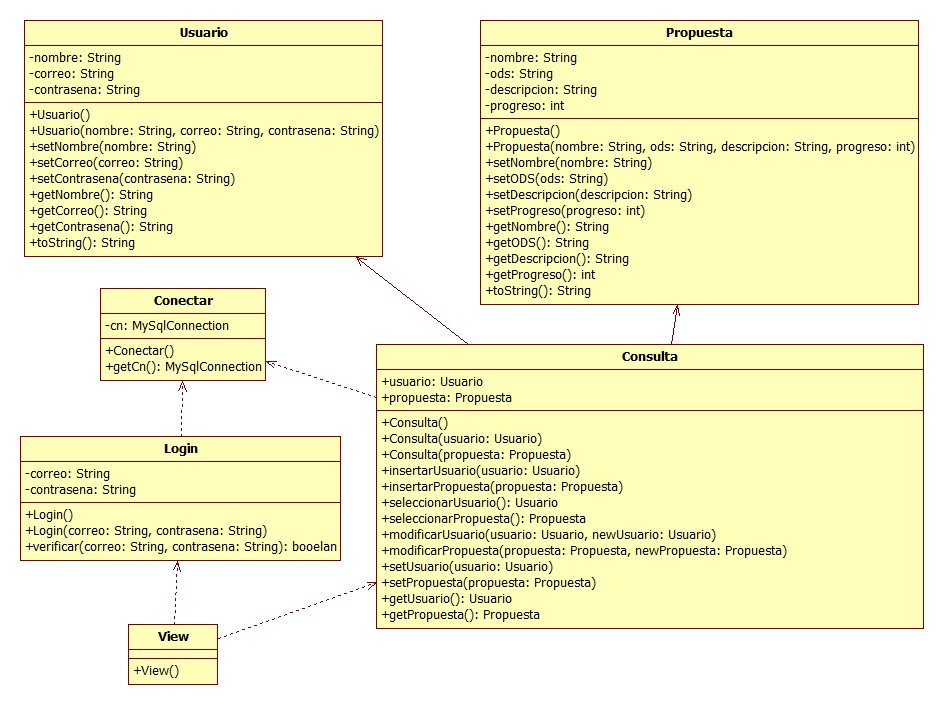 Usuario
-nombre: String
-correo: String
-contrasena: String
+Usuario()
+Usuario(nombre: String, correo: String, contrasena: String)
+setNombre(nombre: String)
+setCorreo(correo: String)
+setContrasena(contrasena: String)
+getNombre(): String
+getCorreo(): String
+getContrasena(): String
+toString(): String
Propuesta
-nombre: String
-ods: String
-descripcion: String
-progreso: int
+Propuesta()
+Propuesta(nombre: String, ods: String, descripcion: String, progreso: int)
+setNombre(nombre: String)
+setODS(ods: String)
+setDescripcion(descripcion: String)
+setProgreso(progreso: int)
+getNombre(): String
+getODS(): String
+getDescripcion(): String
+getProgreso(): int
+toString(): String
Conectar
-cn: MySqlConnection
+Conectar()
+getCn(): MySqlConnection
Consulta
+usuario: Usuario
+propuesta: Propuesta
+Consulta()
+Consulta(usuario: Usuario)
+Consulta(propuesta: Propuesta)
+insertarUsuario(usuario: Usuario)
+insertarPropuesta(propuesta: Propuesta)
+seleccionarUsuario(): Usuario
+seleccionarPropuesta(): Propuesta
+modificarUsuario(usuario: Usuario, newUsuario: Usuario)
+modificarPropuesta(propuesta: Propuesta, newPropuesta: Propuesta)
+setUsuario(usuario: Usuario)
+setPropuesta(propuesta: Propuesta)
+getUsuario(): Usuario
+getPropuesta(): Propuesta
Login
-correo: String
-contrasena: String
+Login()
+Login(correo: String, contrasena: String)
+verificar(correo: String, contrasena: String): booelan
View
+View()